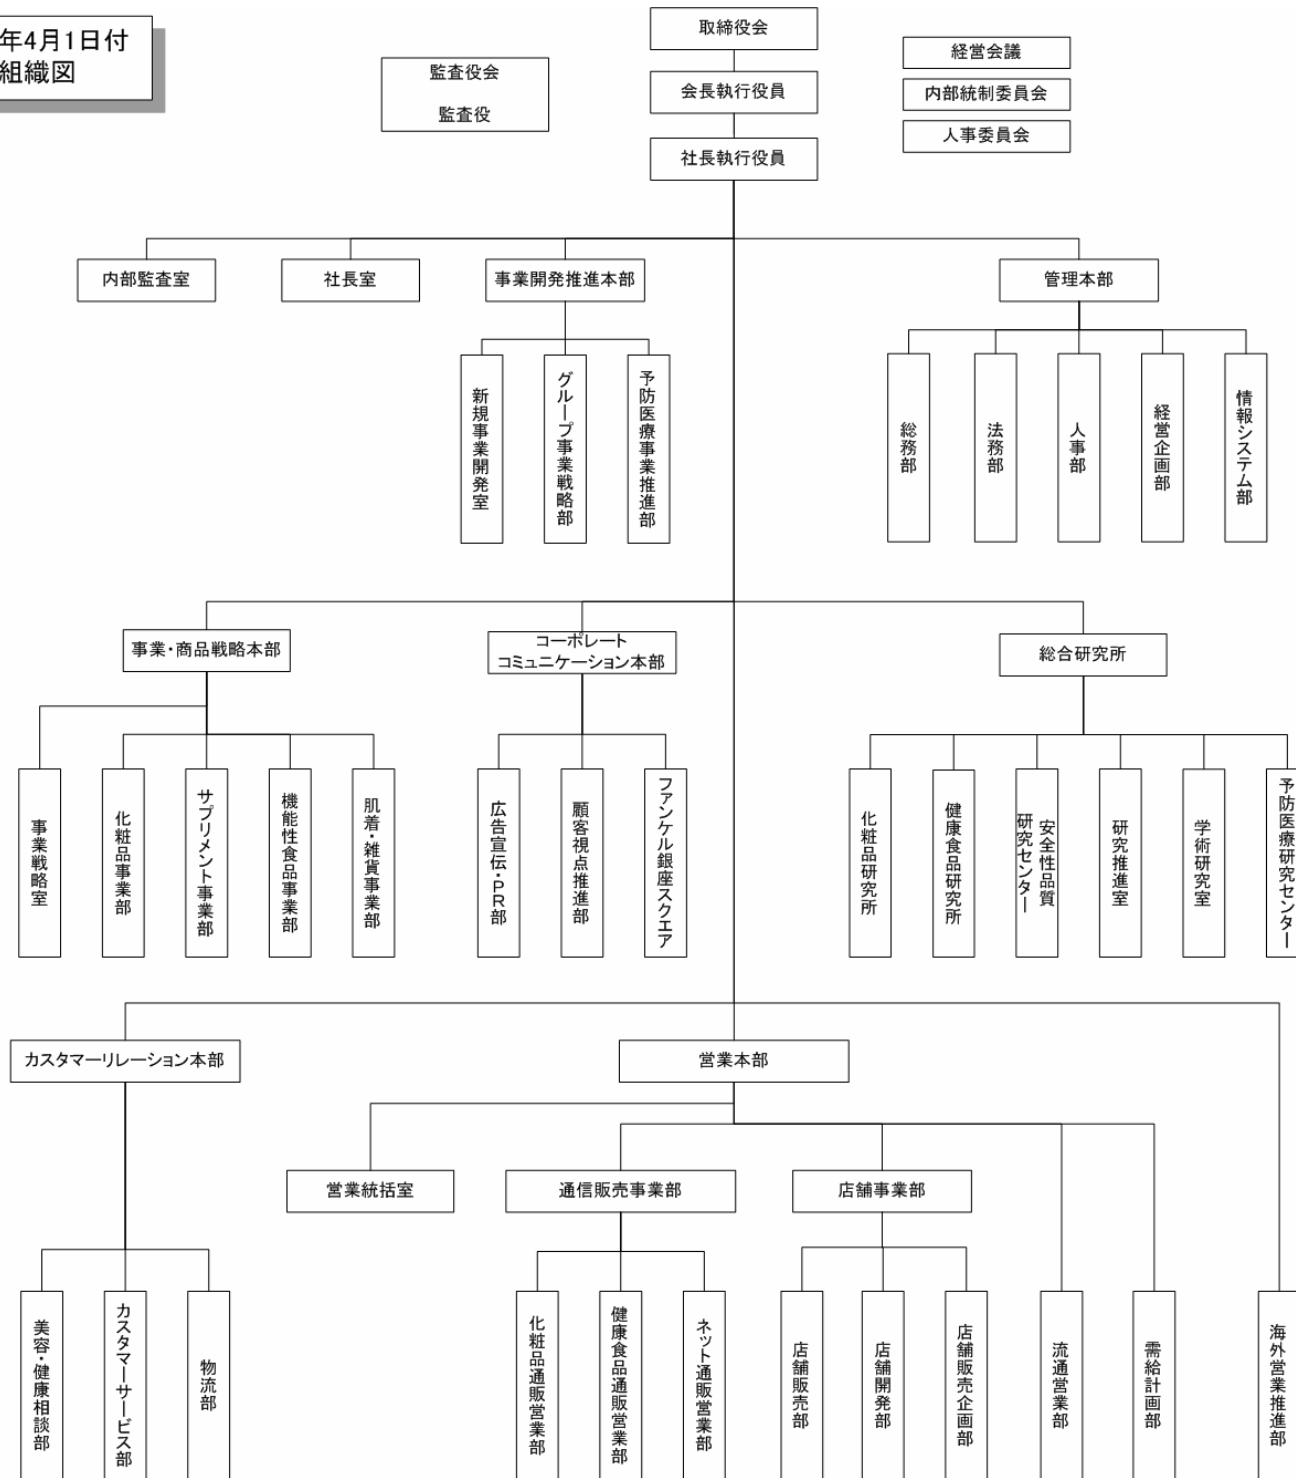 年4月1日付
組織図
取締役会
監査役会
監査役
会長執行役員
社長執行役員
経営会議
内部統制委員会
人事委員会
内部監査室
社長室
事業開発推進本部
管理本部
新規事業開発室
グループ事業戦略部
予防医療事業推進部
総務部
法務部
人事部
経営企画部
情報システム部
事業・商品戦略本部
コーポレート
コミュニケーション本部
総合研究所
事業戦略室
化粧品事業部
サプリメント事業部
機能性食品事業部
肌着・雑貨事業部
広告宣伝・PR部
顧客視点推進部
ファンケル銀座スクエア
化粧品研究所
健康食品研究所
安全性品質
研究センター
研究推進室
学術研究室
予防医療研究センター
カスタマーリレーション本部
営業本部
営業統括室
通信販売事業部
店舗事業部
美容・健康相談部
カスタマーサービス部
物流部
化粧品通販営業部
健康食品通販営業部
ネット通販営業部
店舗販売部
店舗開発部
店舗販売企画部
流通営業部
需給計画部
海外営業推進部